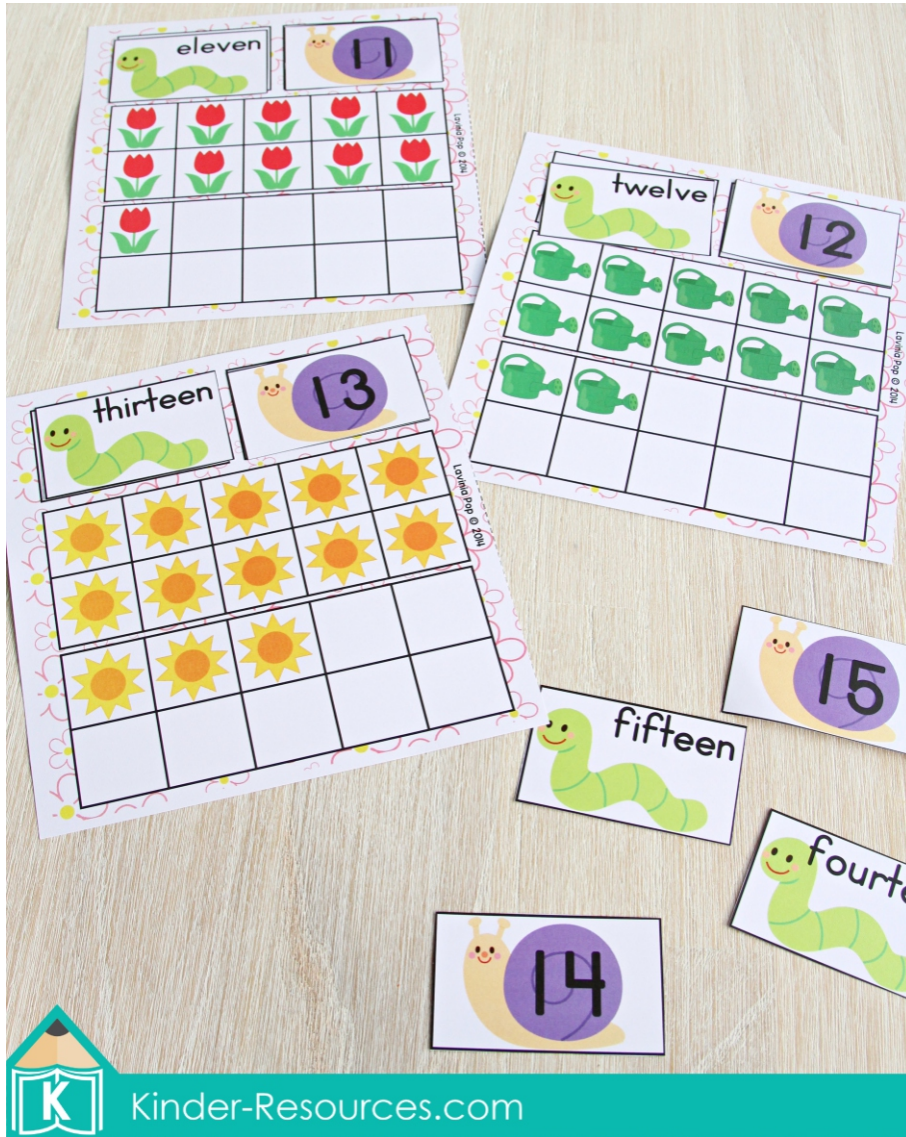 eleven
11
Lavinia Pop © 2014
twelve
12
Lavinia Pop © 2014
thirteen
13
Lavinia Pop © 2014
15
fifteen
fourte
14
K
Kinder-Resources.com